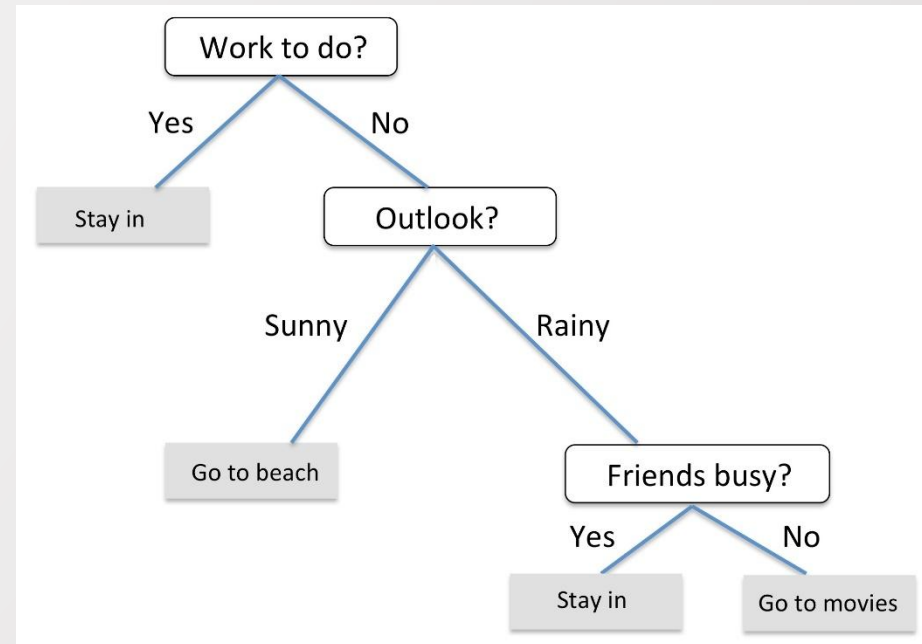 Work to do?
Yes
No
Stay in
Outlook?
Sunny
Rainy
Go to beach
Friends busy?
Yes
No
Stay in
Go to movies